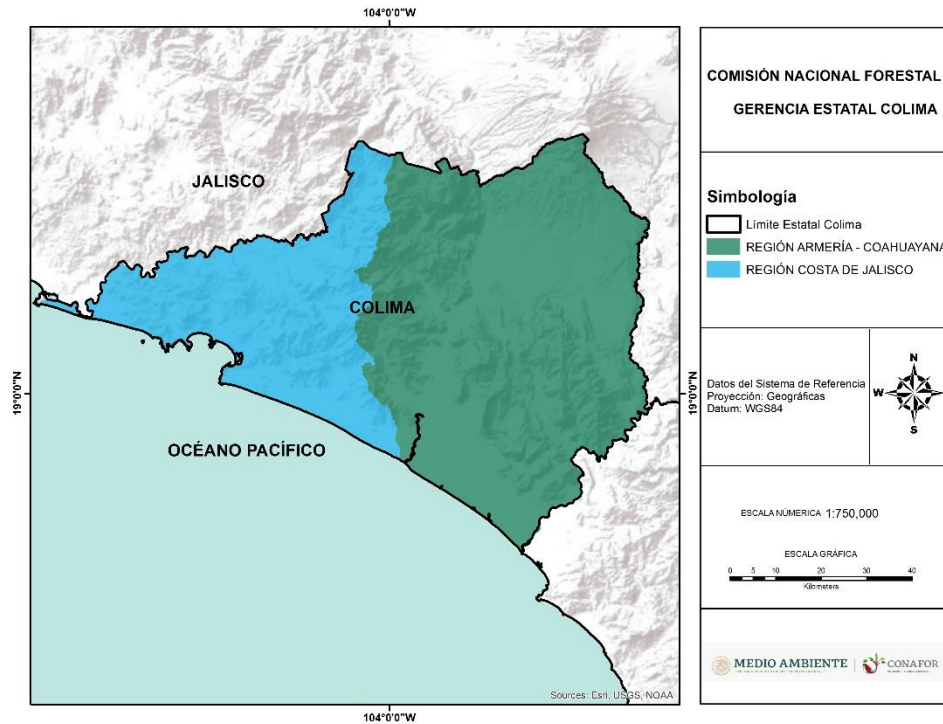 104°0'0"W
JALISCO
COLIMA
OCÉANO PACÍFICO
19°0'0"N
19°0'0"N
Sources: Esri, USGS, NOAA
104°0'0"W
COMISIÓN NACIONAL FORESTAL
GERENCIA ESTATAL COLIMA
Simbología
Límite Estatal Colima
REGIÓN ARMERÍA - COAHUAYANA
REGIÓN COSTA DE JALISCO
Datos del Sistema de Referencia
Proyección: Geográficas
Datum: WGS84
N
W
S
ESCALA NÚMERICA 1:750,000
ESCALA GRÁFICA
0 5 10 20 30 40
Kilometers
MEDIO AMBIENTE
CONAFOR